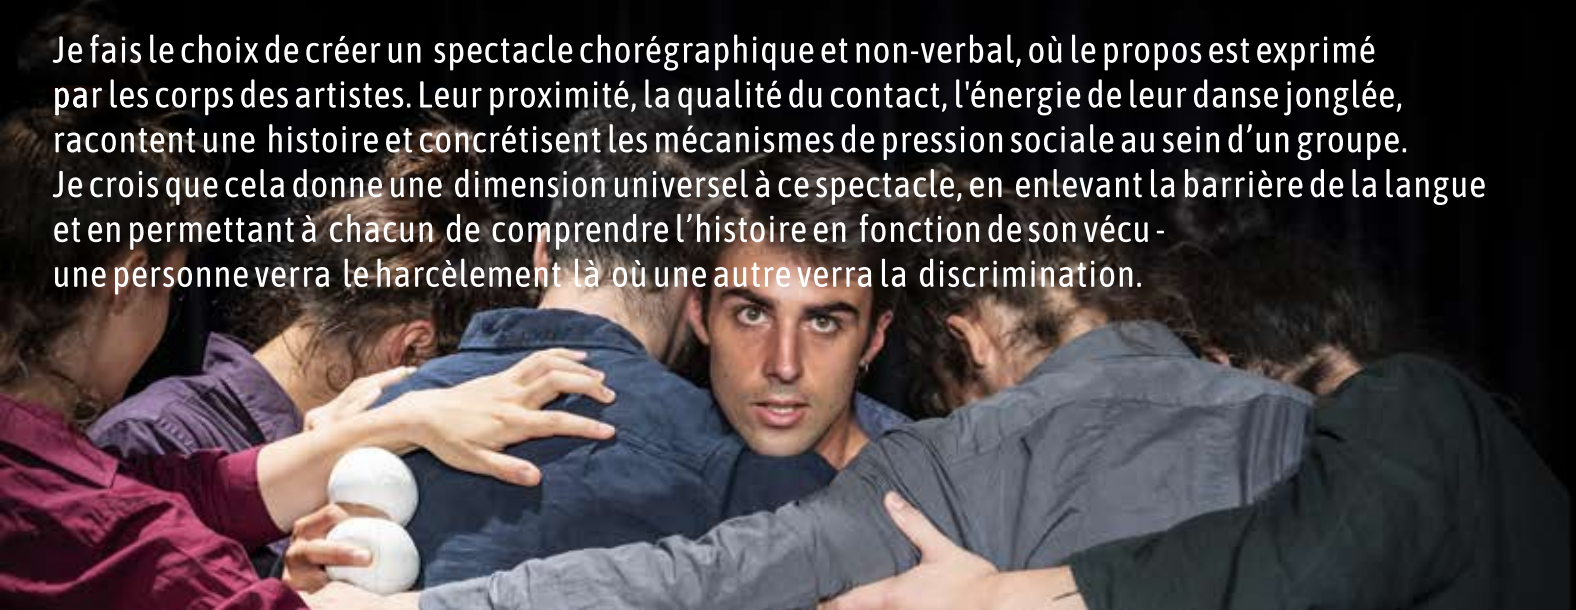 Je fais le choix de créer un spectacle chorégraphique et non-verbal, où le propos est exprimé
par les corps des artistes. Leur proximité, la qualité du contact, l'énergie de leur danse jonglée,
racontent une histoire et concrétisent les mécanismes de pression sociale au sein d’un groupe.
Je crois que cela donne une dimension universel à ce spectacle, en enlevant la barrière de la langue
et en permettant à chacun de comprendre l’histoire en fonction de son vécu -
une personne verra le harcèlement là où une autre verra la discrimination.